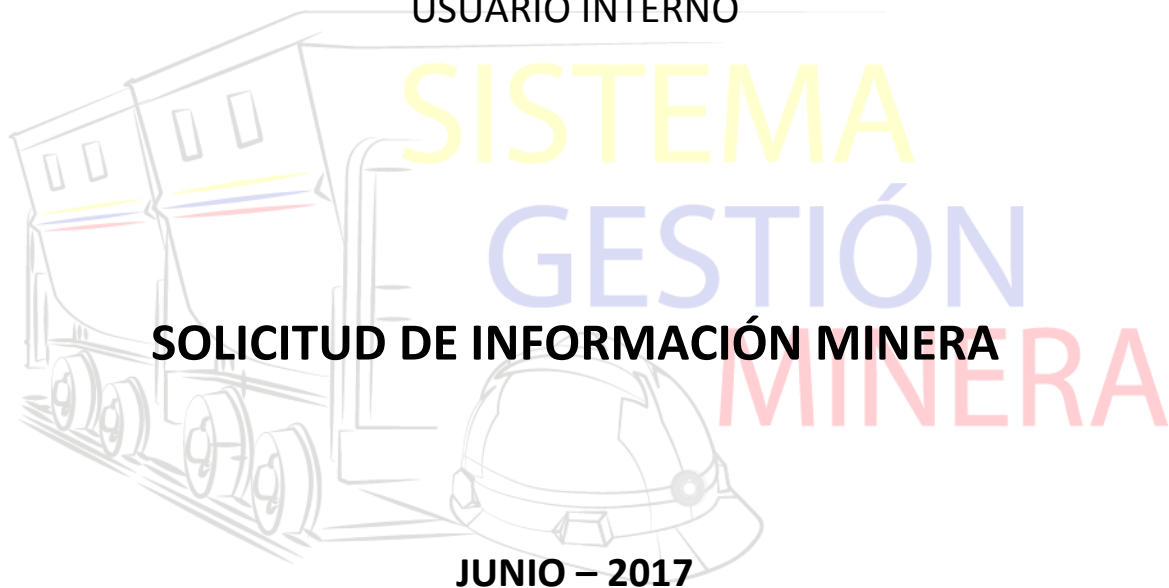 USUARIO INTERNO
SISTEMA
GESTIÓN
SOLICITUD DE INFORMACIÓN MINERA
MINERA
JUNIO – 2017